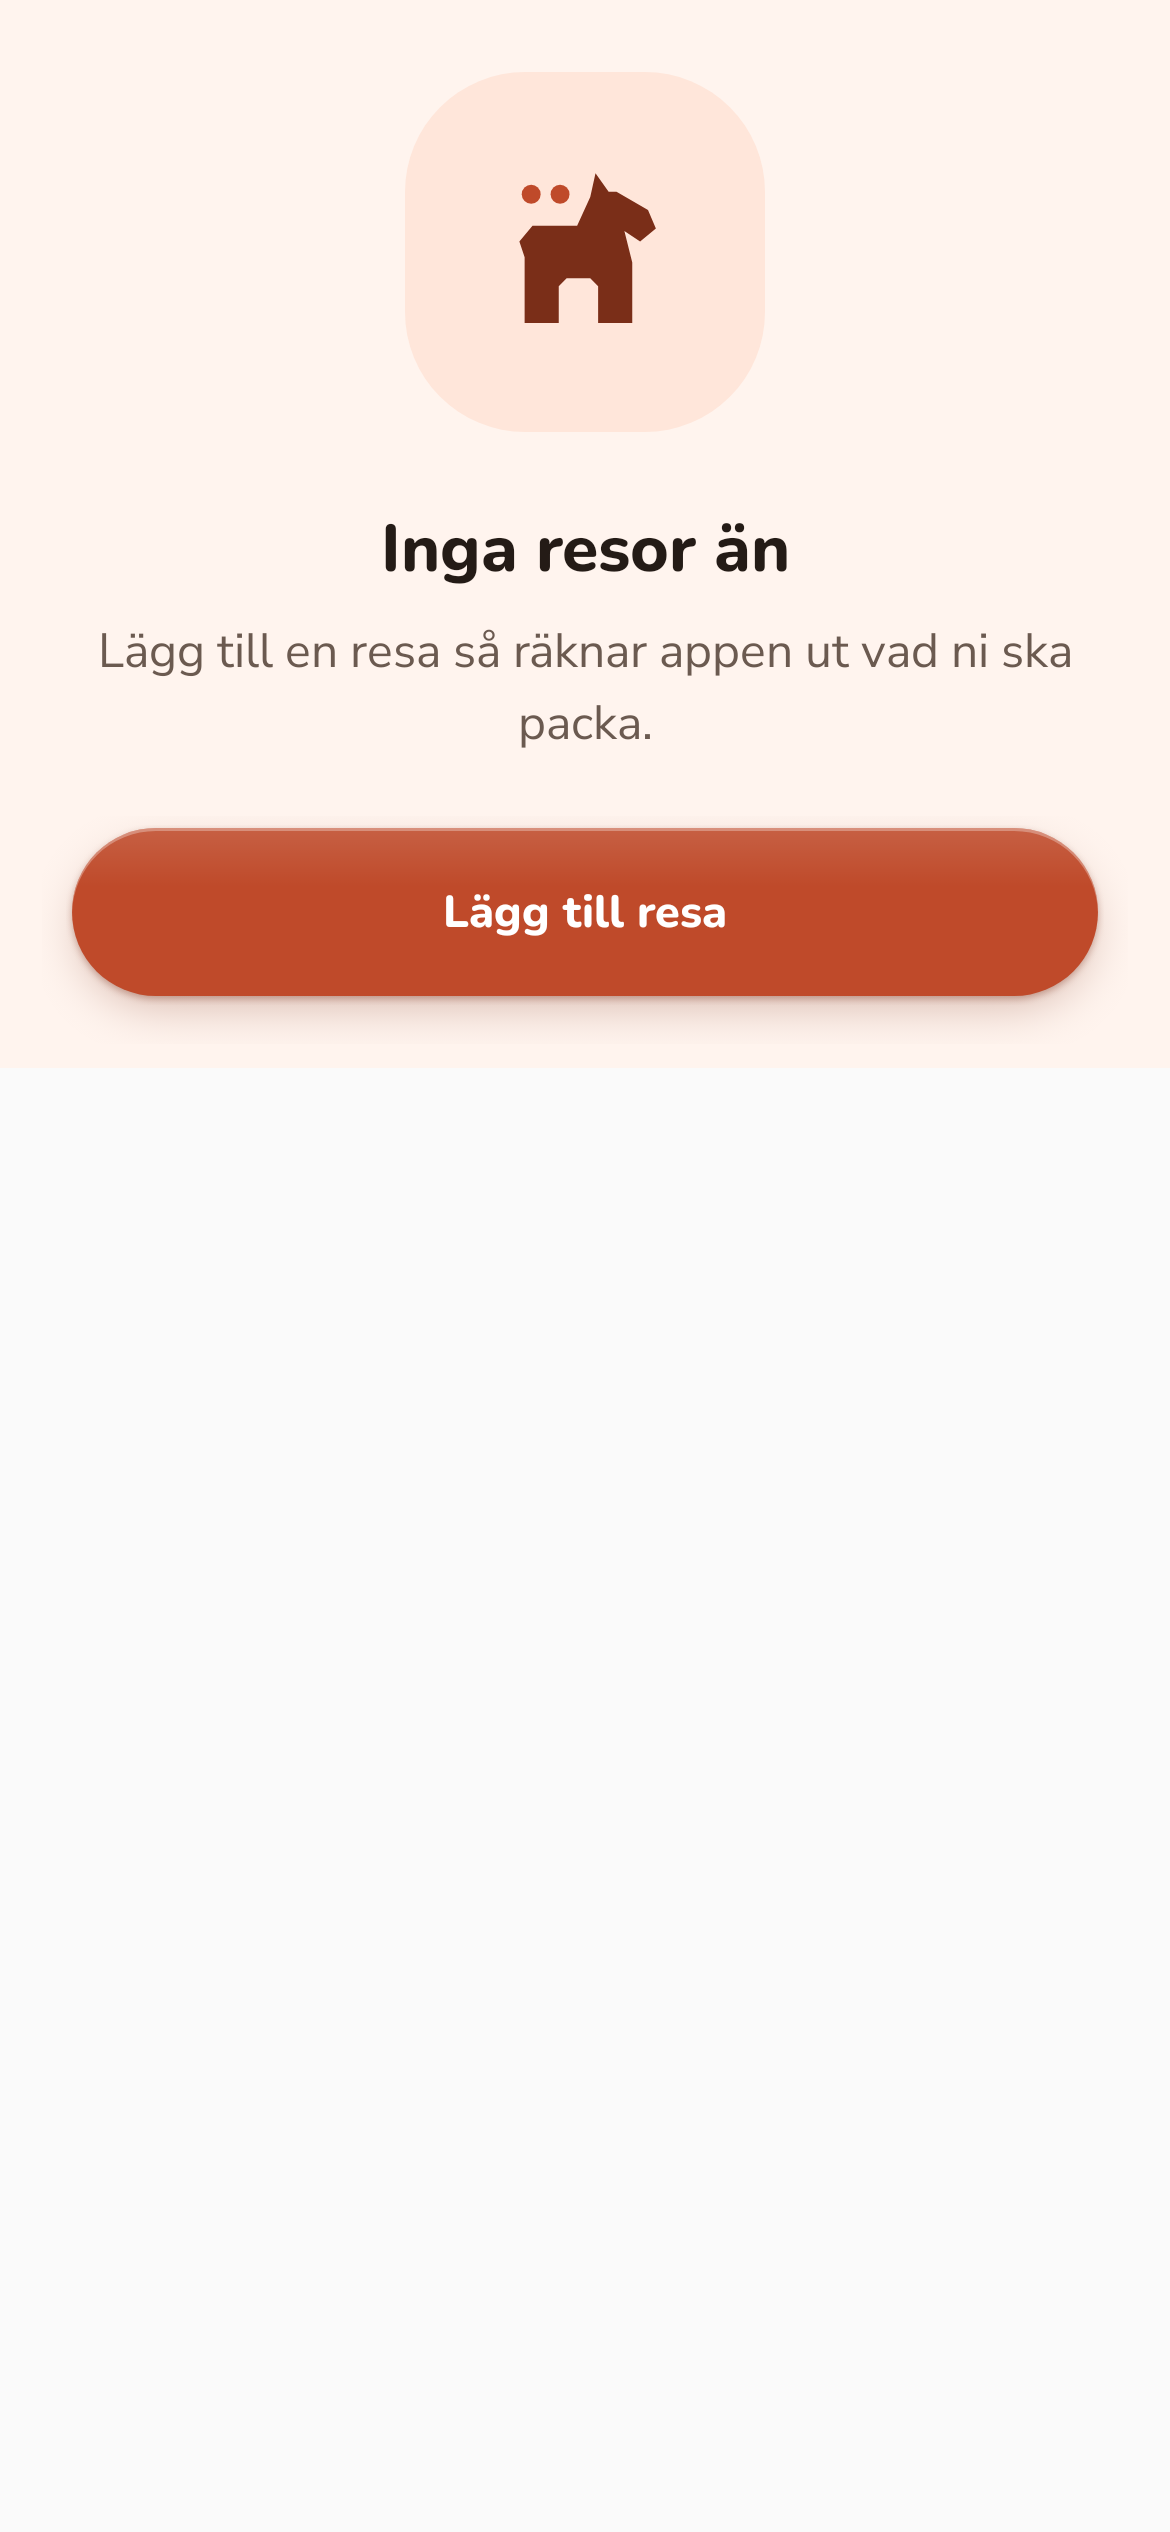 Inga resor än
Lägg till en resa så räknar appen ut vad ni ska
packa.
Lägg till resa